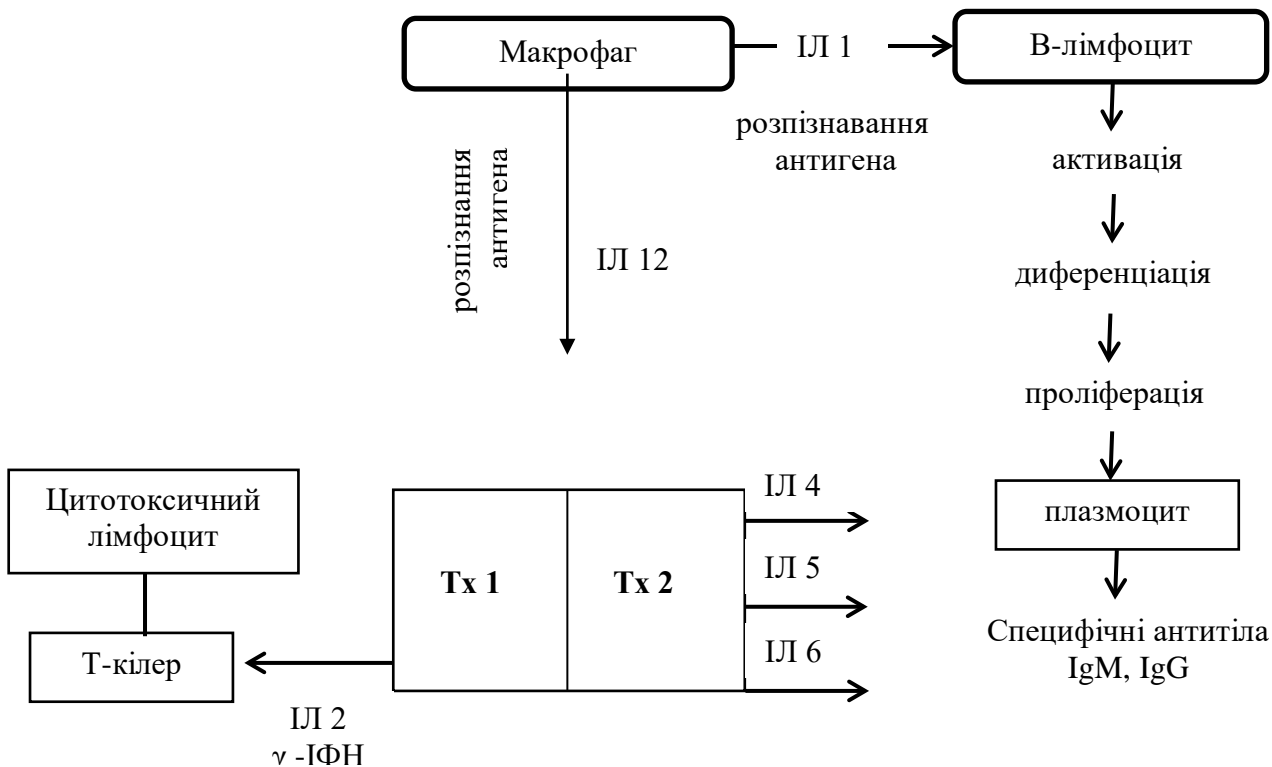 Макрофаг
ІЛ 1
В-лімфоцит
розпізнавання
антигена
розпізнання
антигена
ІЛ 12
активація
диференціація
проліферація
плазмоцит
Специфічні антитіла
IgM, IgG
Цитотоксичний
лімфоцит
Т-кілер
Тх 1
Тх 2
ІЛ 4
ІЛ 5
ІЛ 6
ІЛ 2
γ -ІФН